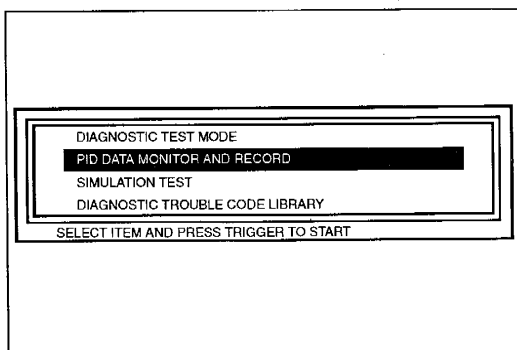 DIAGNOSTIC TEST MODE
PID DATA MONITOR AND RECORD
SIMULATION TEST
DIAGNOSTIC TROUBLE CODE LIBRARY
SELECT ITEM AND PRESS TRIGGER TO START